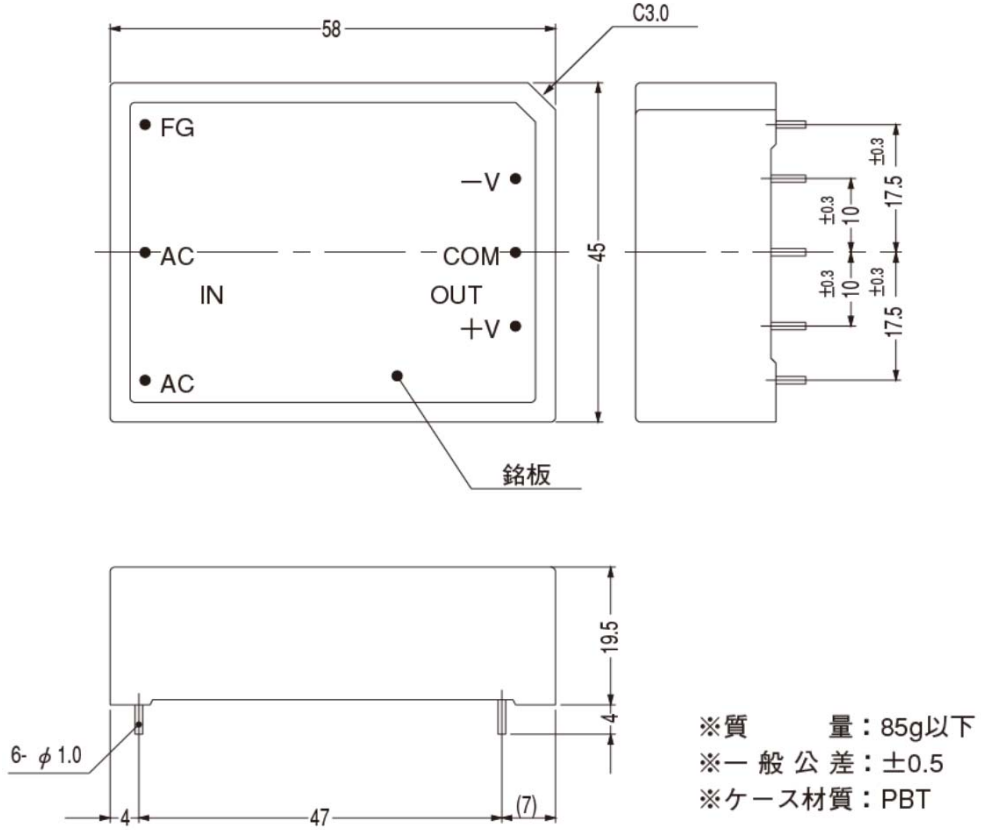 58
C3.0
FG
−V
AC
COM
IN
OUT
+V
AC
45
±0.3
17.5
±0.3
10
±0.3
10
±0.3
17.5
銘板
19.5
4
6- φ 1.0
4
47
(7)
※質 量：85g以下
※一般公差：±0.5
※ケース材質：PBT